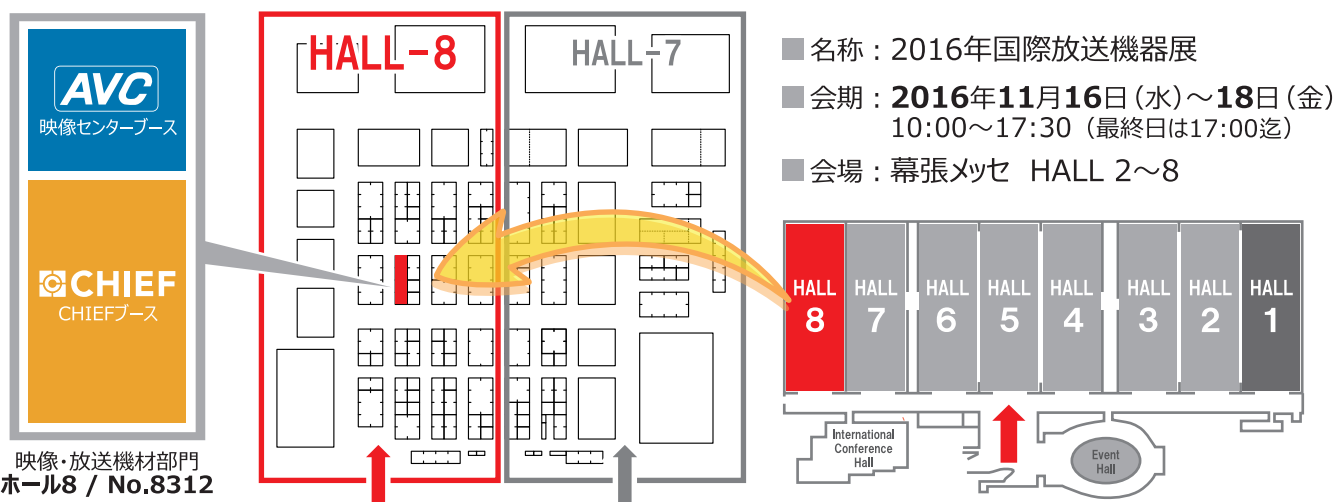 AVC
映像センターブース
CHIEF
CHIEFブース
映像・放送機材部門
ホール8 / No.8312
HALL-8
HALL-7
■名称：2016年国際放送機器展
■会期：2016年11月16日（水）～18日（金）
10:00～17:30（最終日は17:00迄）
■会場：幕張メッセ HALL 2～8
HALL 8
HALL 7
HALL 6
HALL 5
HALL 4
HALL 3
HALL 2
HALL 1
International
Conference
Hall
Event
Hall